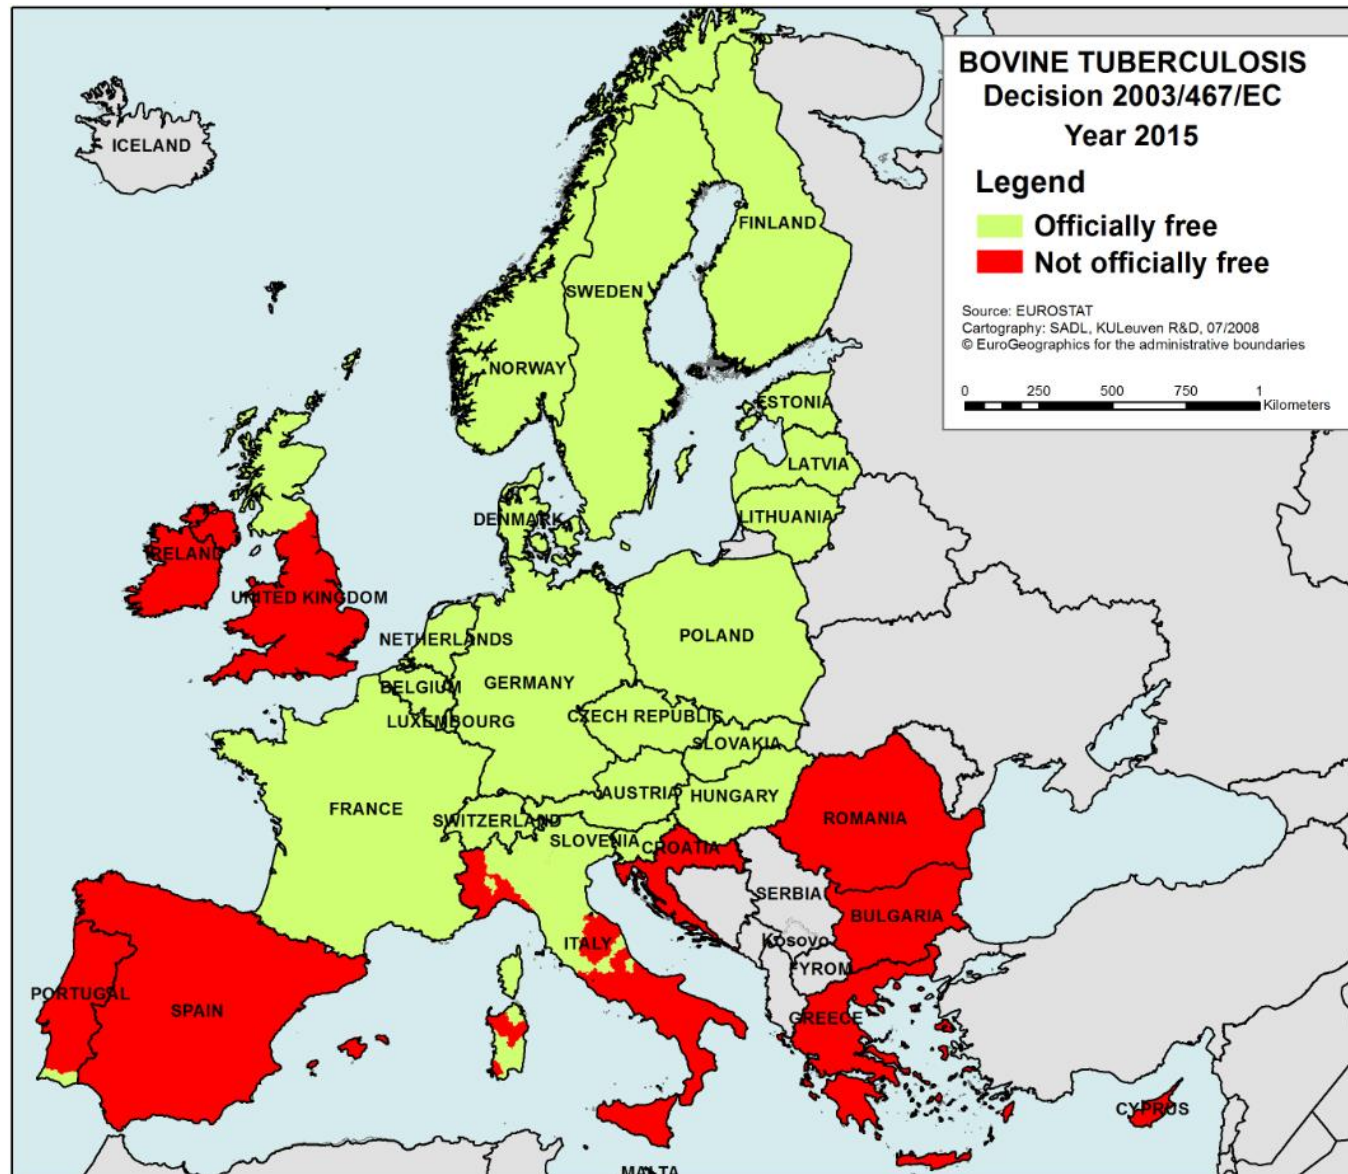 BOVINE TUBERCULOSIS
Decision 2003/467/EC
Year 2015
Legend
Officially free
Not officially free
Source: EUROSTAT
Cartography: SADL, KULeuven R&D, 07/2008
© EuroGeographics for the administrative boundaries
0 250 500 750 1
Kilometers
ICELAND
FINLAND
SWEDEN
NORWAY
ESTONIA
LATVIA
LITHUANIA
DENMARK
IRELAND
UNITED KINGDOM
NETHERLANDS
POLAND
BELGIUM
GERMANY
LUXEMBOURG
CZECH REPUBLIC
SLOVAKIA
AUSTRIA
HUNGARY
FRANCE
SWITZERLAND
ROMANIA
SLOVENIA
CROATIA
SERBIA
BULGARIA
ITALY
Kosovo
FYROM
PORTUGAL
SPAIN
GREECE
CYPRUS
MALTA